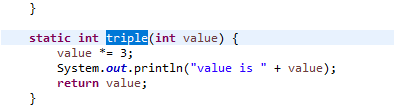 }
static int triple(int value) {
value *= 3;
System.out.println("value is " + value);
return value;
}